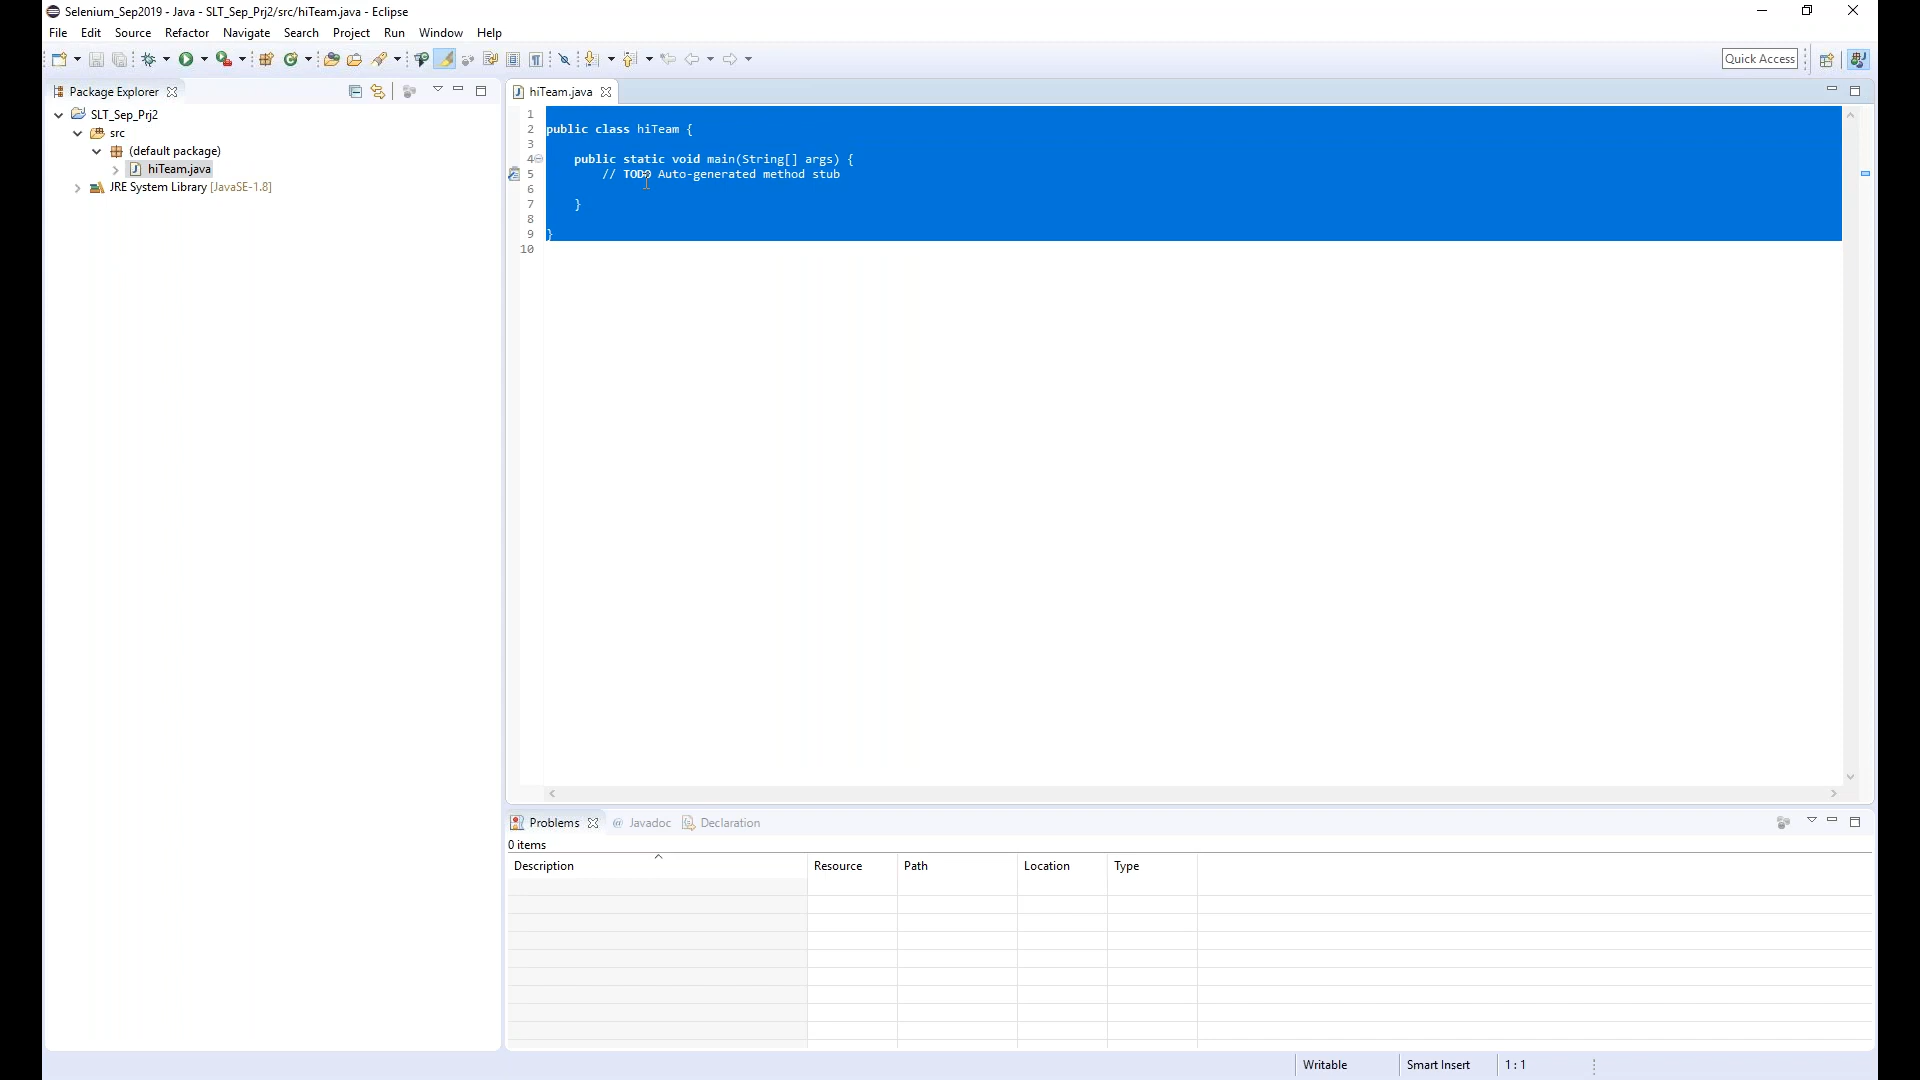 Selenium_Sep2019 - Java - SLT_Sep_Prj2/src/hiTeam.java - Eclipse
File Edit Source Refactor Navigate Search Project Run Window Help
Quick Access
Package Explorer
SLT_Sep_Prj2
src
(default package)
hiTeam.java
JRE System Library [JavaSE-1.8]
hiTeam.java
1
2 public class hiTeam {
3
4 public static void main(String[] args) {
5 // TODO Auto-generated method stub
6
7 }
8
9 }
10
Problems @ Javadoc Declaration
0 items
Description Resource Path Location Type
Writable Smart Insert 1 : 1